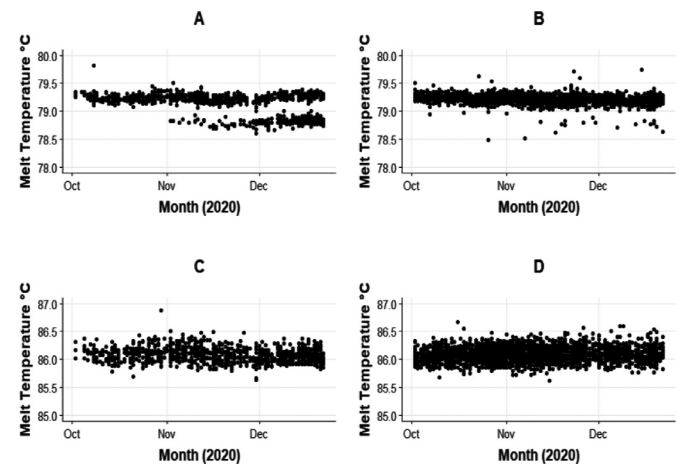 A
Melt Temperature °C
80.0
79.5
79.0
78.5
78.0
Oct Nov Dec
Month (2020)
B
Melt Temperature °C
80.0
79.5
79.0
78.5
78.0
Oct Nov Dec
Month (2020)
C
Melt Temperature °C
87.0
86.5
86.0
85.5
85.0
Oct Nov Dec
Month (2020)
D
Melt Temperature °C
87.0
86.5
86.0
85.5
85.0
Oct Nov Dec
Month (2020)